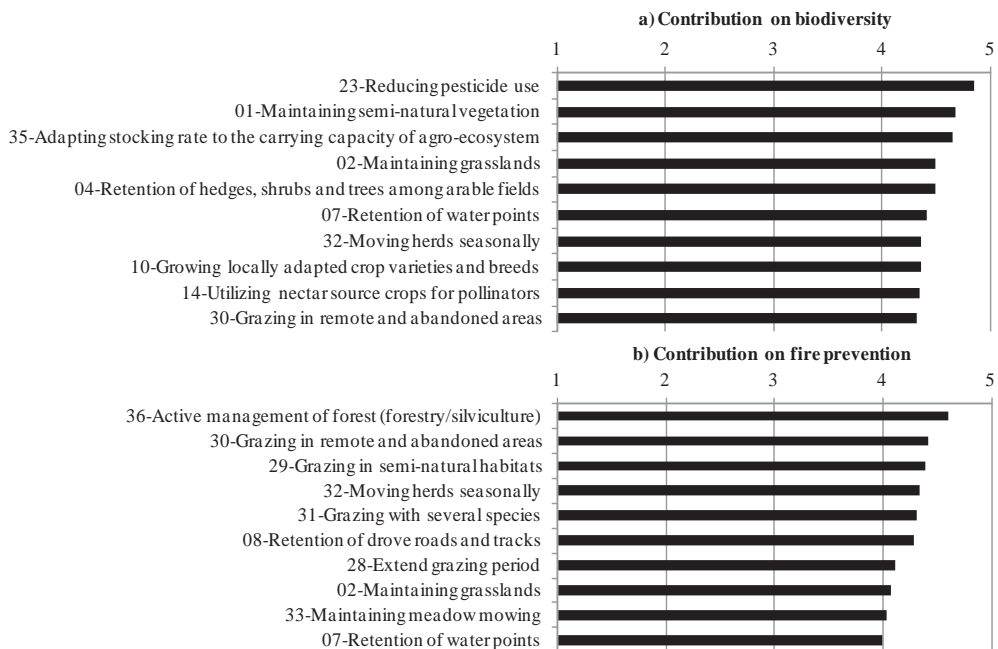 a) Contribution on biodiversity
1 2 3 4 5
23-Reducing pesticide use
01-Maintaining semi-natural vegetation
35-Adapting stocking rate to the carrying capacity of agro-ecosystem
02-Maintaining grasslands
04-Retention of hedges, shrubs and trees among arable fields
07-Retention of water points
32-Moving herds seasonally
10-Growing locally adapted crop varieties and breeds
14-Utilizing nectar source crops for pollinators
30-Grazing in remote and abandoned areas
b) Contribution on fire prevention
1 2 3 4 5
36-Active management of forest (forestry/silviculture)
30-Grazing in remote and abandoned areas
29-Grazing in semi-natural habitats
32-Moving herds seasonally
31-Grazing with several species
08-Retention of drove roads and tracks
28-Extend grazing period
02-Maintaining grasslands
33-Maintaining meadow mowing
07-Retention of water points